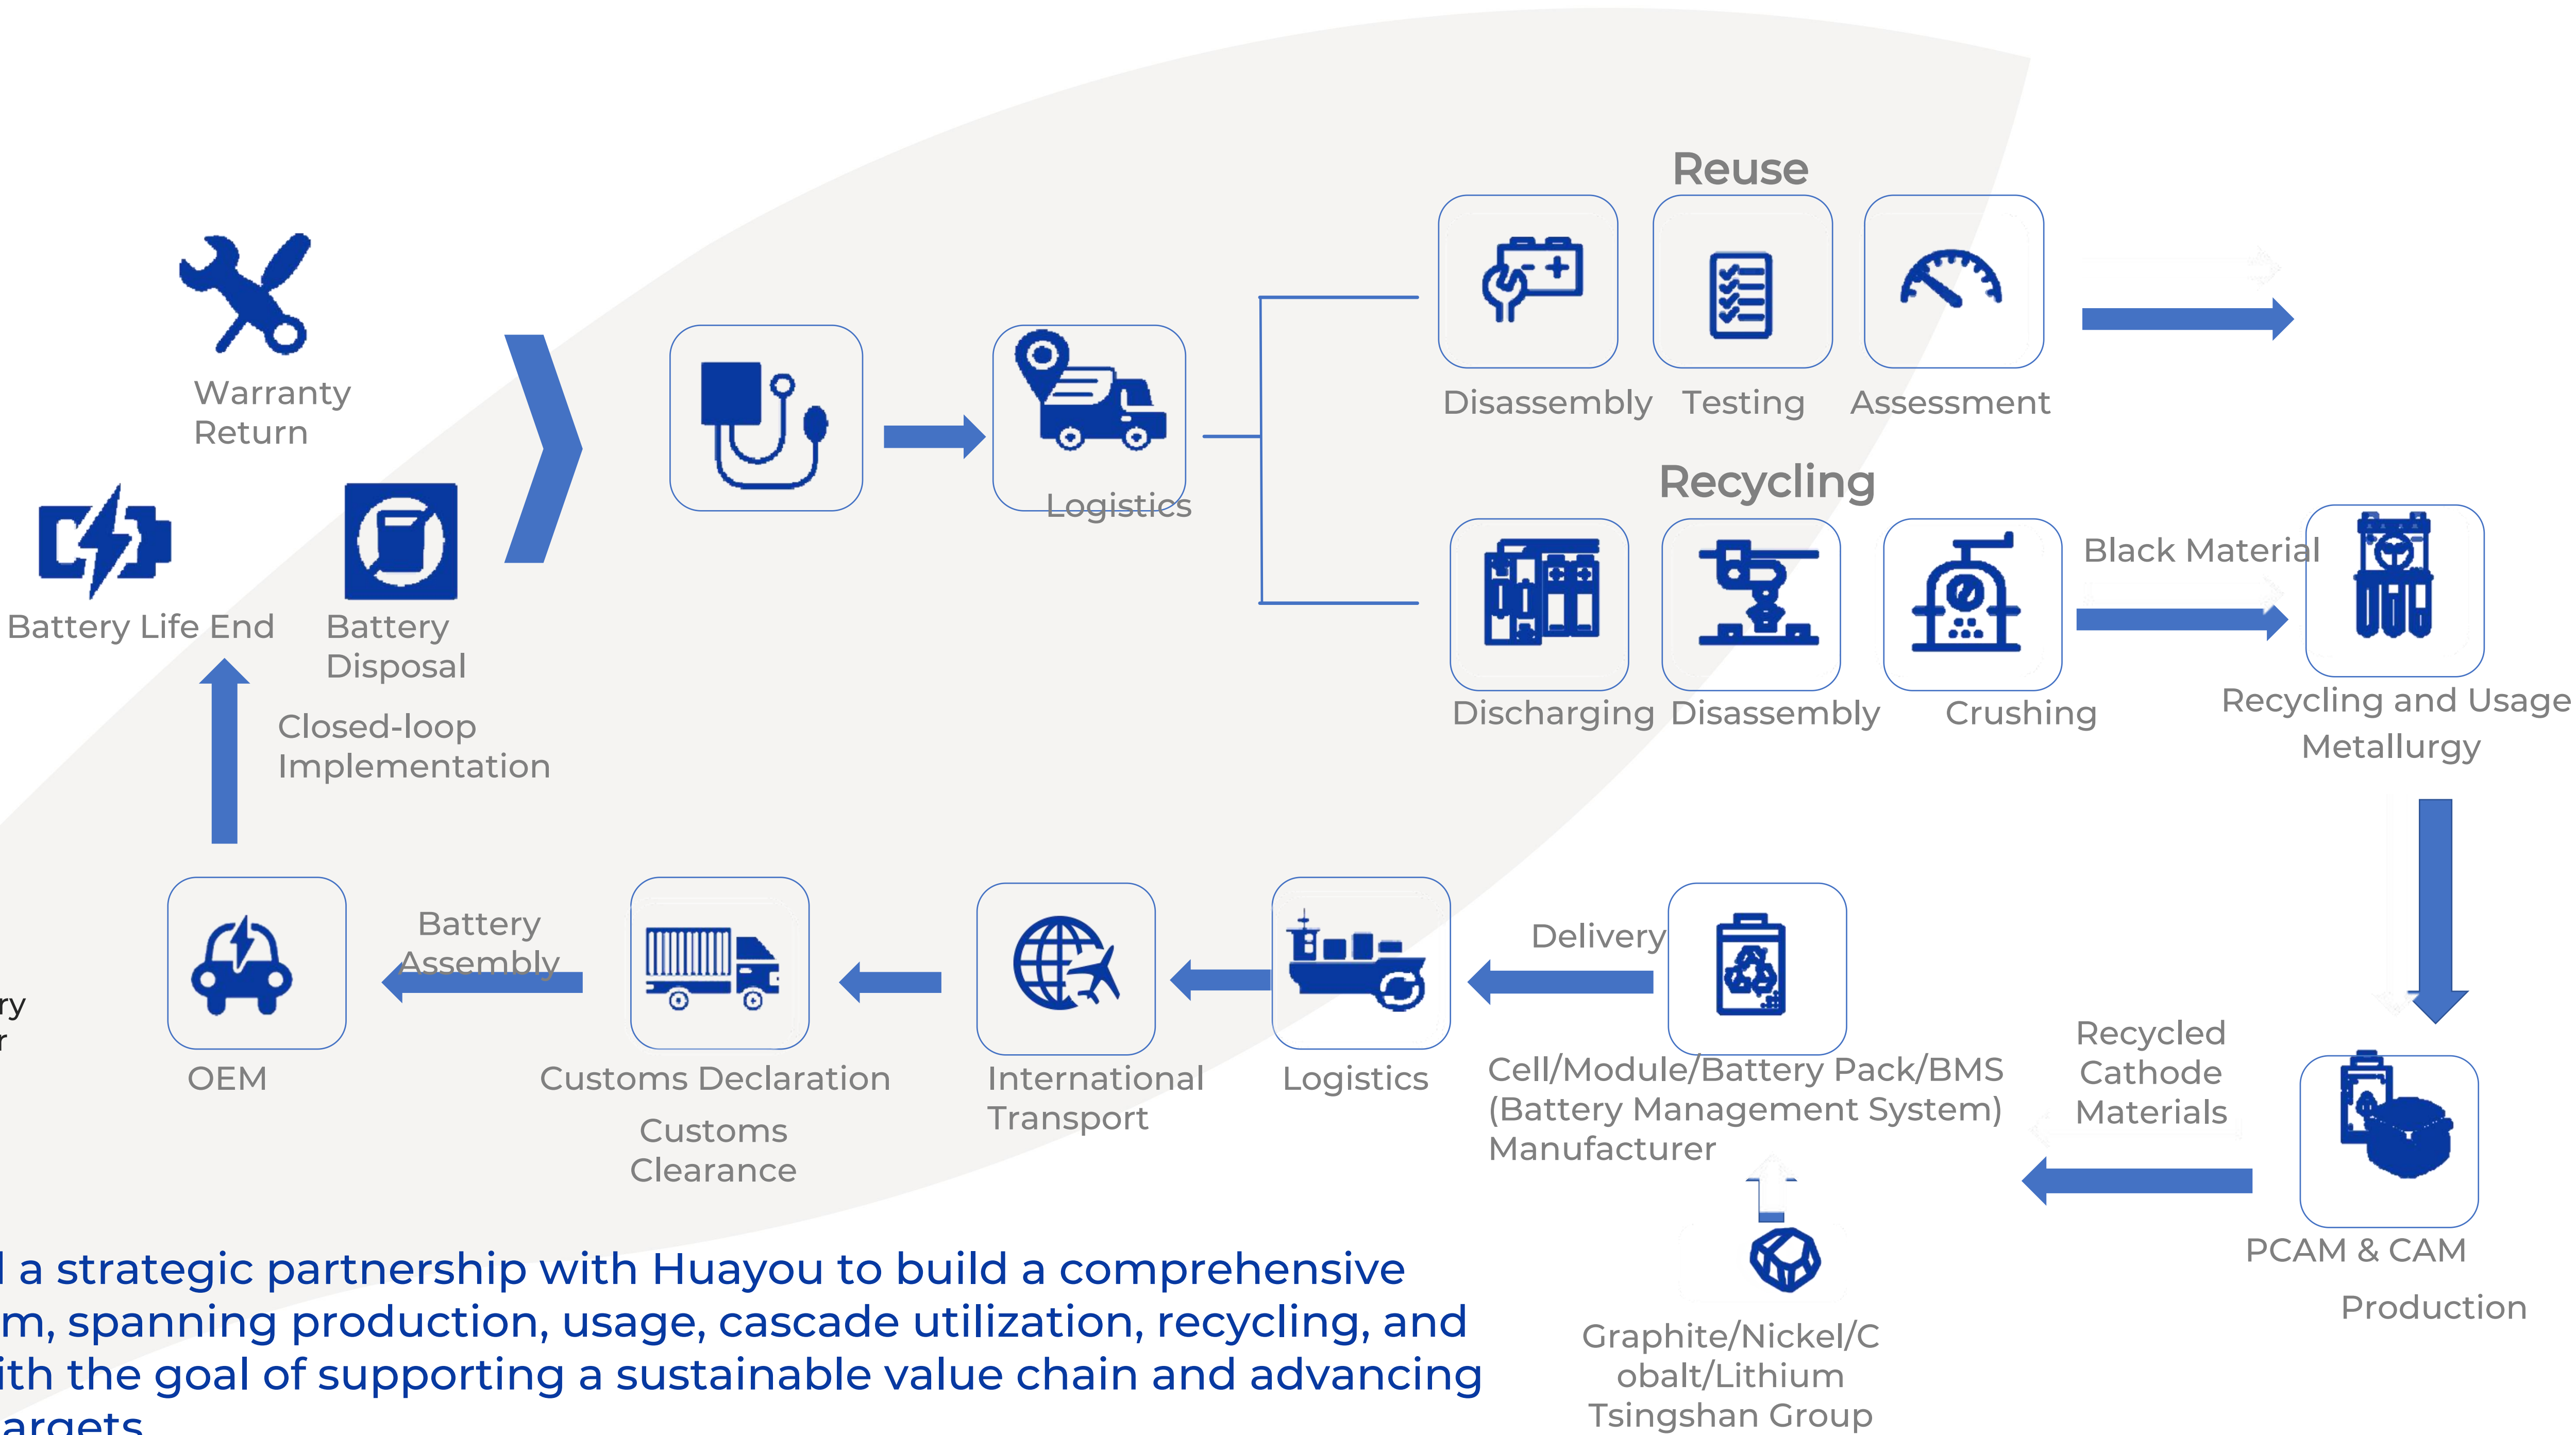 Reuse
Warranty
Return
Disassembly
Testing
Assessment
Logistics
Recycling
Black Material
Battery Life End
Battery
Disposal
Discharging
Disassembly
Crushing
Recycling and Usage
Metallurgy
Closed-loop
Implementation
Battery
Assembly
Delivery
ry
r
OEM
Customs Declaration
Customs
Clearance
International
Transport
Logistics
Cell/Module/Battery Pack/BMS
(Battery Management System)
Manufacturer
Recycled
Cathode
Materials
PCAM & CAM
Production
Graphite/Nickel/C
obalt/Lithium
Tsingshan Group
a strategic partnership with Huayou to build a comprehensive
m, spanning production, usage, cascade utilization, recycling, and
ith the goal of supporting a sustainable value chain and advancing
argets